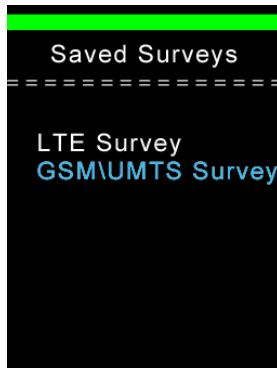 Saved Surveys
================
LTE Survey
GSM\UMTS Survey